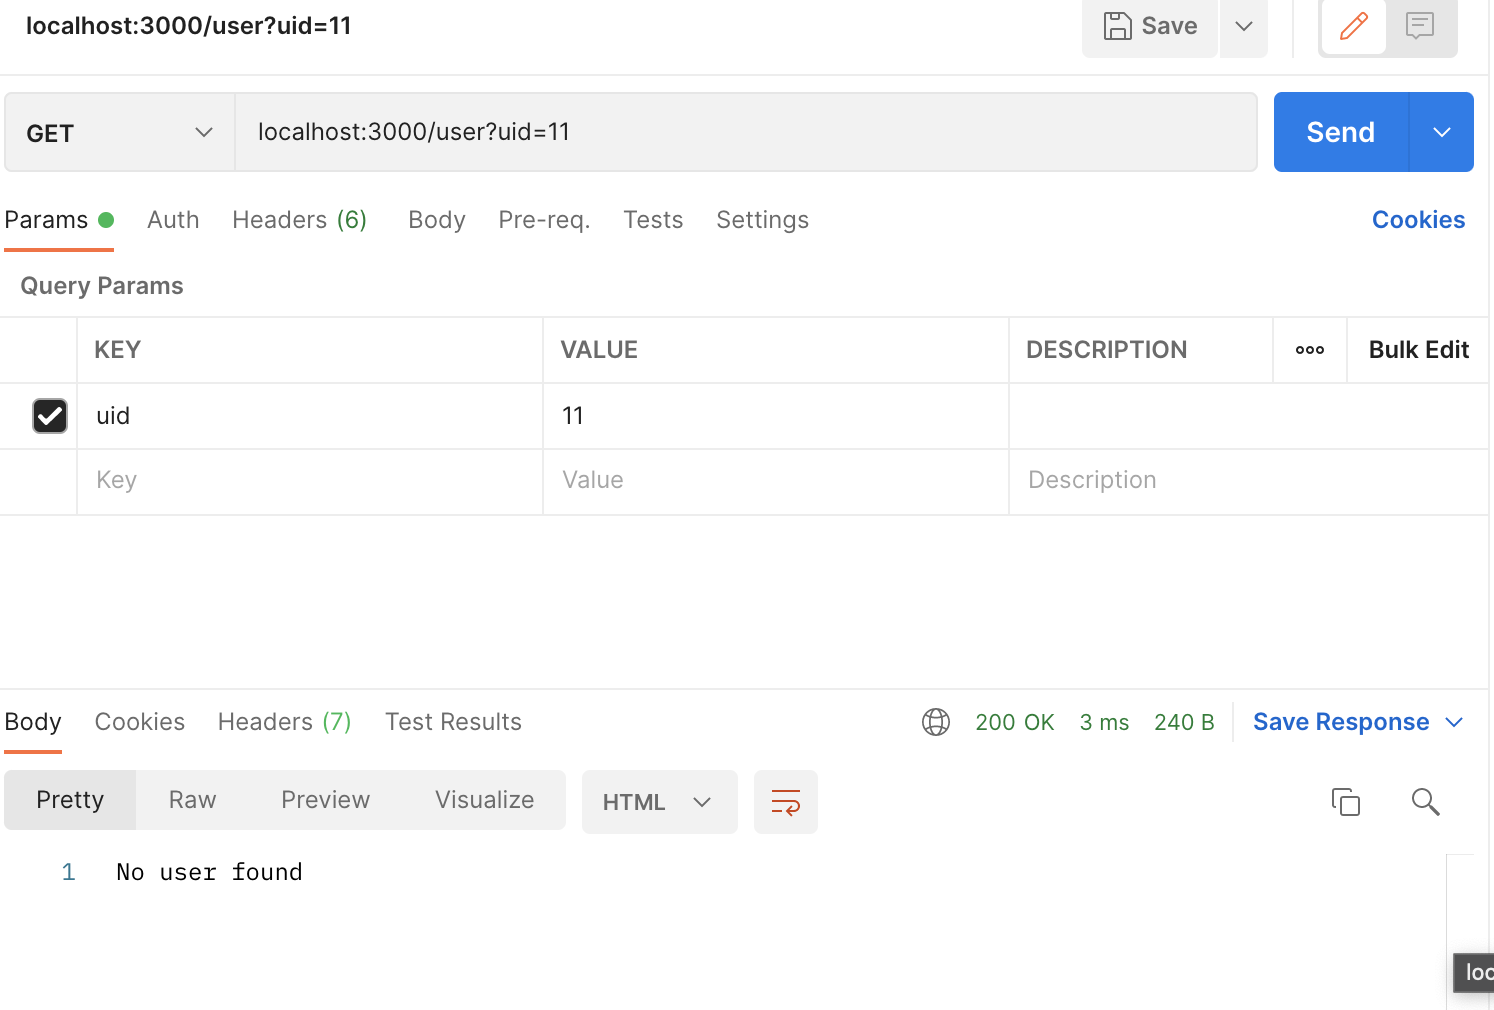 localhost:3000/user?uid=11
Save
GET
localhost:3000/user?uid=11
Send
Params
Auth
Headers (6)
Body
Pre-req.
Tests
Settings
Cookies
Query Params
KEY
VALUE
DESCRIPTION
Bulk Edit
uid
11
Key
Value
Description
Body
Cookies
Headers (7)
Test Results
200 OK
3 ms
240 B
Save Response
Pretty
Raw
Preview
Visualize
HTML
1
No user found